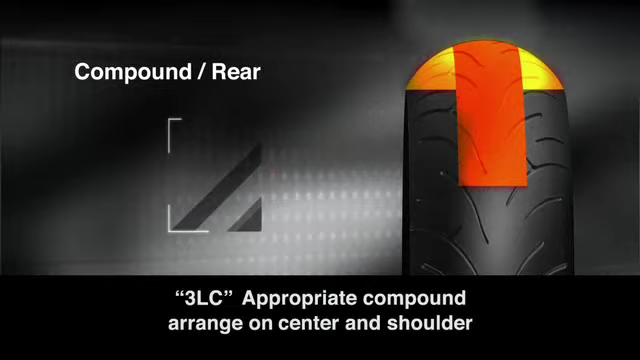 Compound / Rear
“3LC” Appropriate compound
arrange on center and shoulder